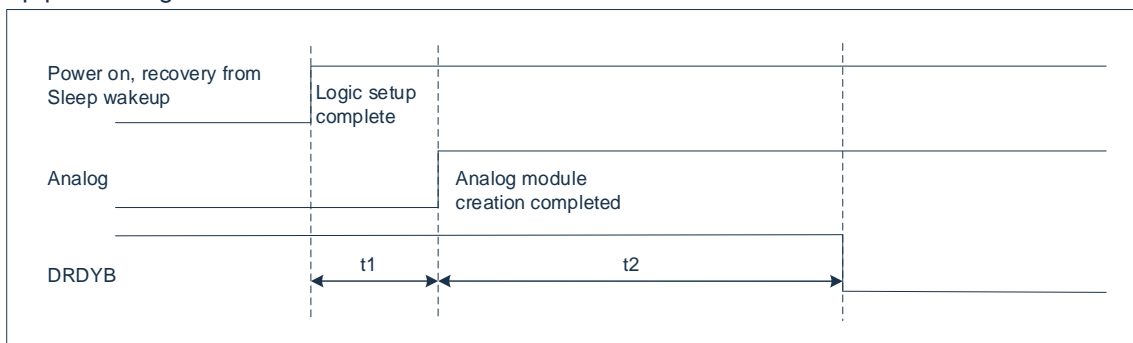 Power on, recovery from
Sleep wakeup
Logic setup
complete
Analog
Analog module
creation completed
DRDYB
t1
t2